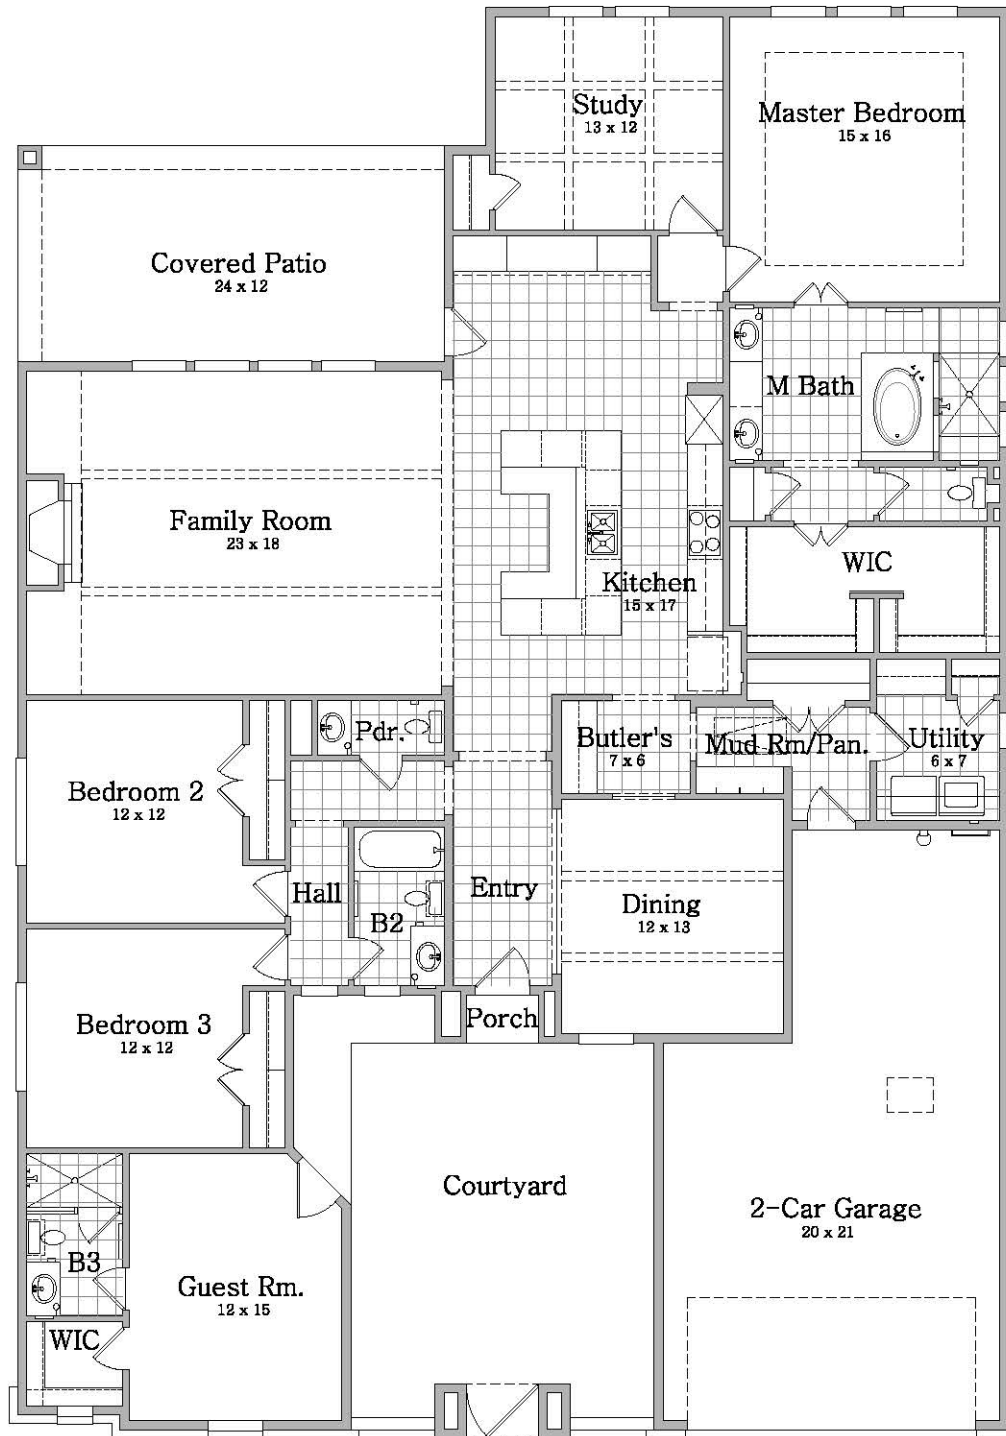 Study
13 x 12
Master Bedroom
15 x 16
Covered Patio
24 x 12
M Bath
Family Room
23 x 18
WIC
Kitchen
15 x 17
Pdr.
Butler's
7 x 6
Mud Rm/Pan.
Utility
6 x 7
Bedroom 2
12 x 12
Hall
B2
Entry
Dining
12 x 13
Bedroom 3
12 x 12
Porch
Courtyard
2-Car Garage
20 x 21
B3
Guest Rm.
12 x 15
WIC